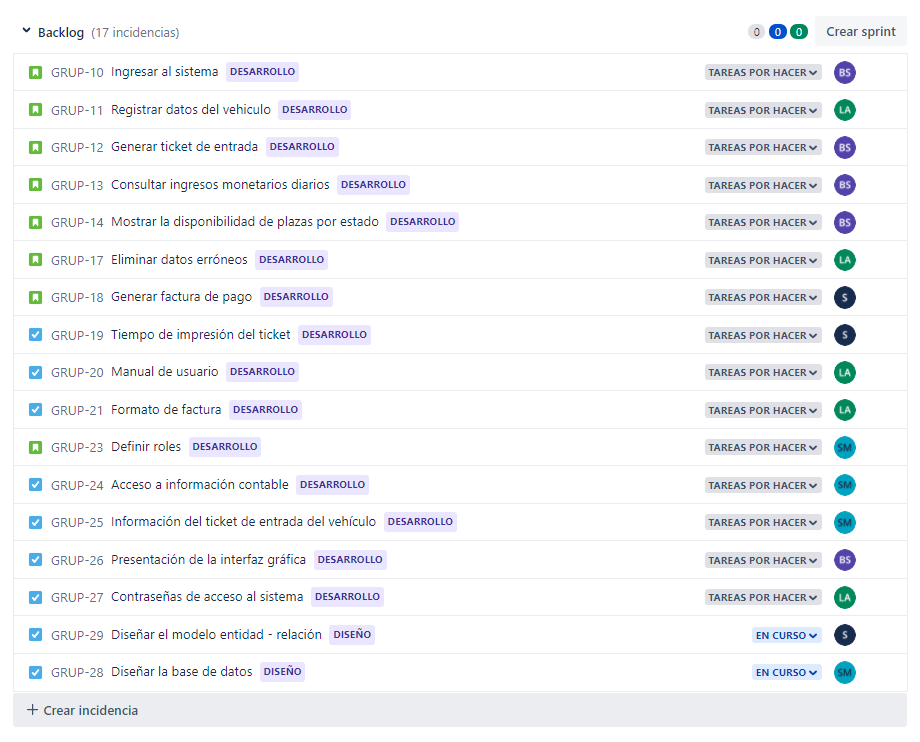 Backlog (17 incidencias) 0 0 0 Crear sprint
GRUP-10 Ingresar al sistema DESARROLLO TAREAS POR HACER BS
GRUP-11 Registrar datos del vehiculo DESARROLLO TAREAS POR HACER LA
GRUP-12 Generar ticket de entrada DESARROLLO TAREAS POR HACER BS
GRUP-13 Consultar ingresos monetarios diarios DESARROLLO TAREAS POR HACER BS
GRUP-14 Mostrar la disponibilidad de plazas por estado DESARROLLO TAREAS POR HACER BS
GRUP-17 Eliminar datos erróneos DESARROLLO TAREAS POR HACER LA
GRUP-18 Generar factura de pago DESARROLLO TAREAS POR HACER S
GRUP-19 Tiempo de impresión del ticket DESARROLLO TAREAS POR HACER S
GRUP-20 Manual de usuario DESARROLLO TAREAS POR HACER LA
GRUP-21 Formato de factura DESARROLLO TAREAS POR HACER LA
GRUP-23 Definir roles DESARROLLO TAREAS POR HACER SM
GRUP-24 Acceso a información contable DESARROLLO TAREAS POR HACER SM
GRUP-25 Información del ticket de entrada del vehículo DESARROLLO TAREAS POR HACER SM
GRUP-26 Presentación de la interfaz gráfica DESARROLLO TAREAS POR HACER BS
GRUP-27 Contraseñas de acceso al sistema DESARROLLO TAREAS POR HACER LA
GRUP-29 Diseñar el modelo entidad - relación DISEÑO EN CURSO S
GRUP-28 Diseñar la base de datos DISEÑO EN CURSO SM
+ Crear incidencia